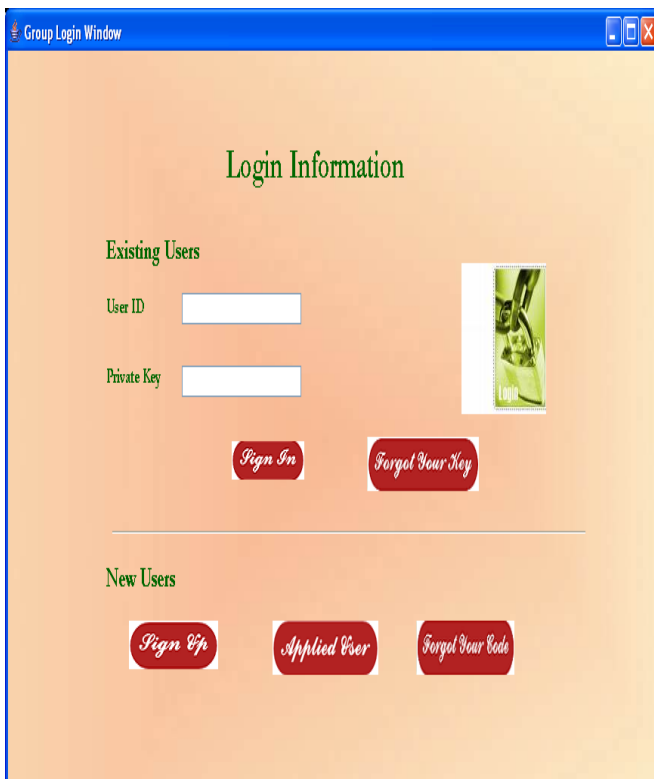 Group Login Window
Login Information
Existing Users
User ID
Login
Private Key
Sign In
Forgot Your Key
New Users
Sign Up
Applied User
Forgot Your Code